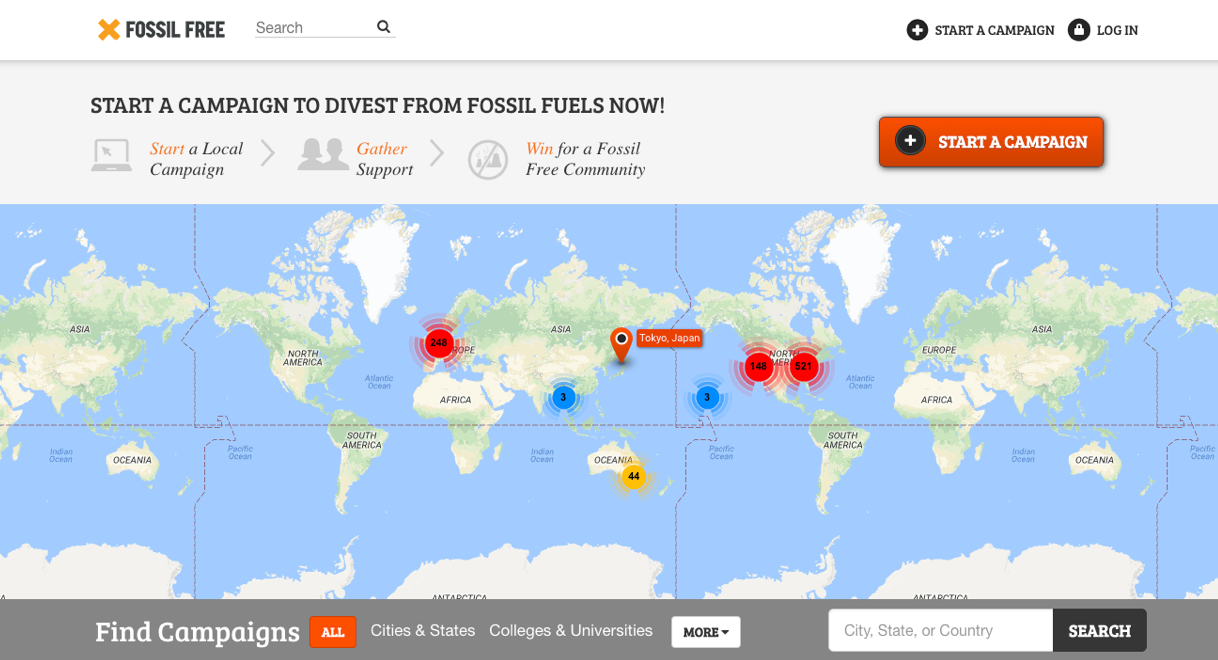 FOSSIL FREE
Search
START A CAMPAIGN
LOG IN
START A CAMPAIGN TO DIVEST FROM FOSSIL FUELS NOW!
Start a Local
Campaign
Gather
Support
Win for a Fossil
Free Community
START A CAMPAIGN
ASIA
NORTH
AMERICA
Atlantic
Ocean
248
ROPE
ASIA
Tokyo, Japan
148
NORTH
AMER
521
Atlantic
Ocean
EUROPE
ASIA
AFRICA
3
3
AFRICA
SOUTH
AMERICA
SOUTH
AMERICA
Indian
Ocean
OCEANIA
Pacific
Ocean
Indian
Ocean
OCEANIA
44
Pacific
Ocean
Indian
Ocean
OCEANIA
Pacific
Ocean
Find Campaigns
ALL
Cities & States
Colleges & Universities
MORE
City, State, or Country
SEARCH